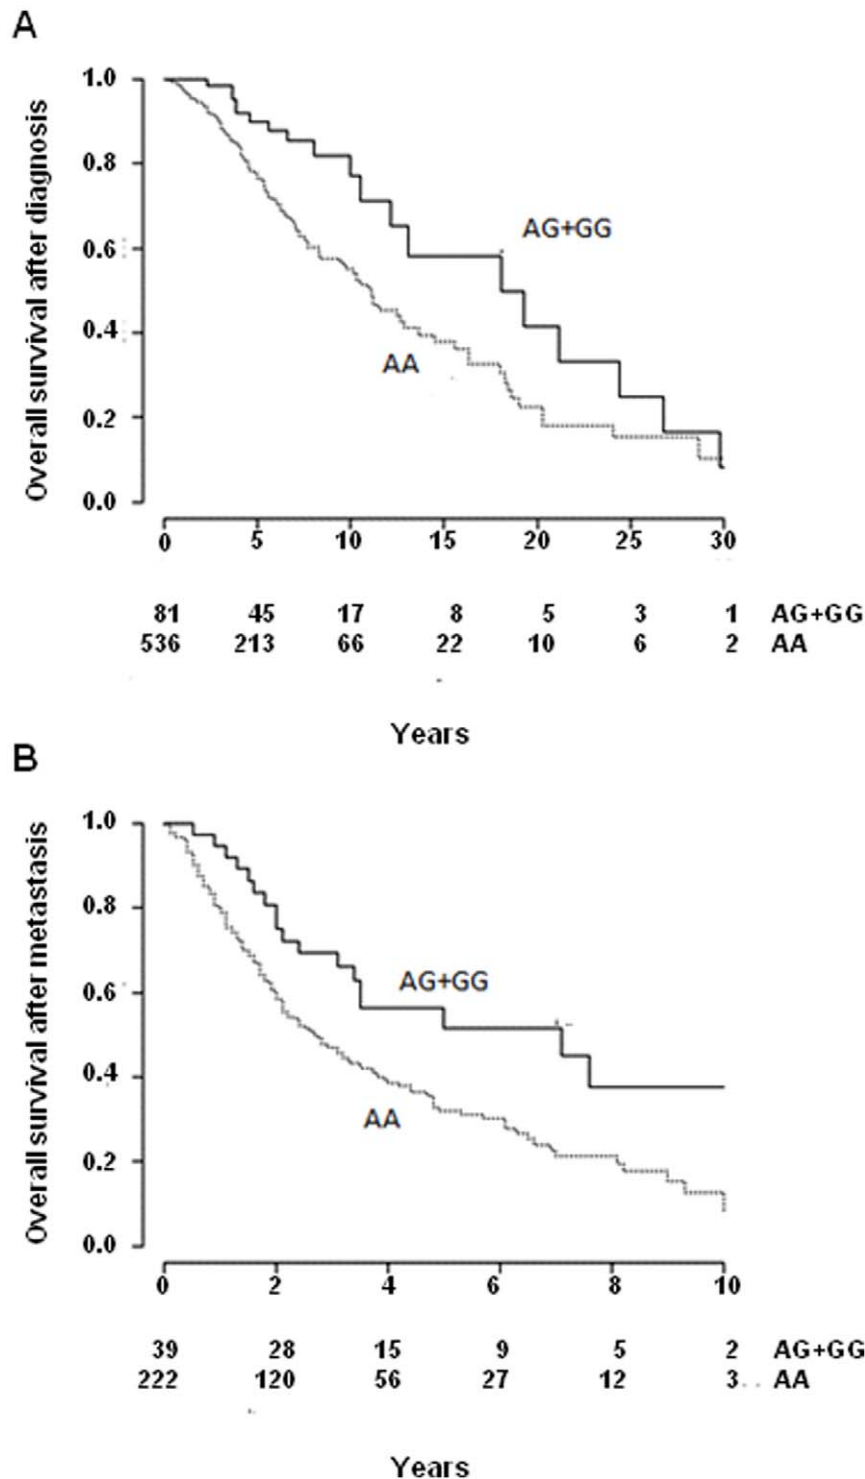 A
Overall survival after diagnosis
1.0
0.8
0.6
0.4
0.2
0.0
AG+GG
AA
0 5 10 15 20 25 30
81 45 17 8 5 3 1 AG+GG
536 213 66 22 10 6 2 AA
Years
B
Overall survival after metastasis
1.0
0.8
0.6
0.4
0.2
0.0
AG+GG
AA
0 2 4 6 8 10
39 28 15 9 5 2 AG+GG
222 120 56 27 12 3 AA
Years